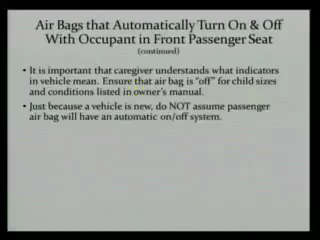 Air Bags that Automatically Turn On & Off
With Occupant in Front Passenger Seat
(continued)
• It is important that caregiver understands what indicators
in vehicle mean. Ensure that air bag is "off" for child sizes
and conditions listed in owner's manual.
• Just because a vehicle is new, do NOT assume passenger
air bag will have an automatic on/off system.